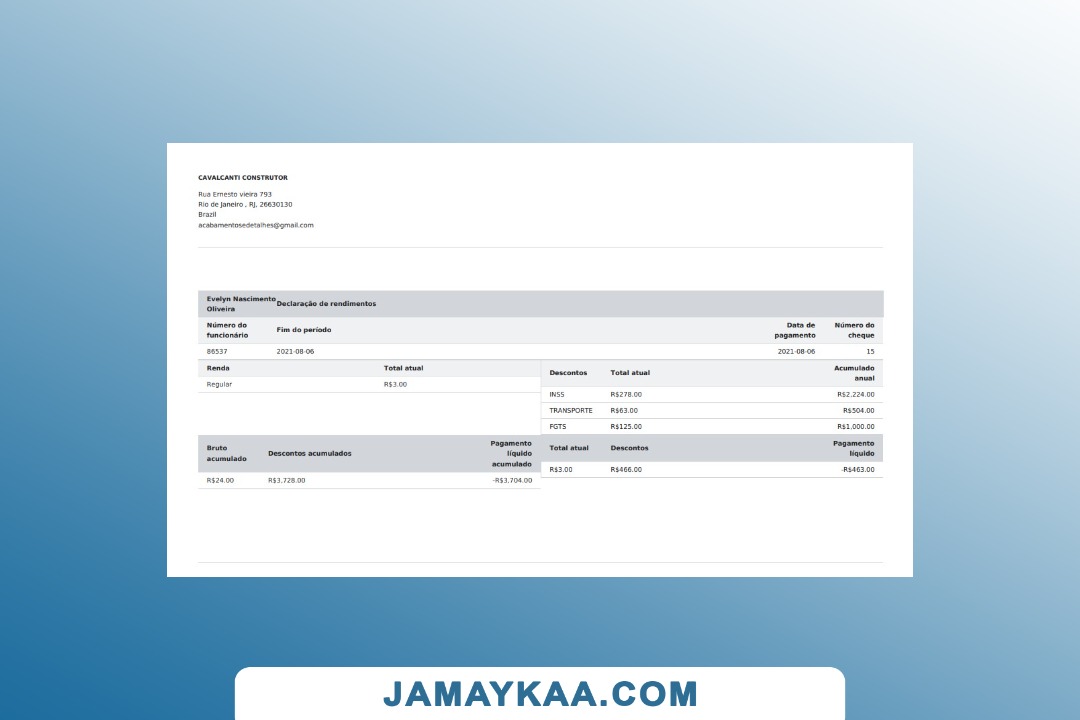 CAVALCANTI CONSTRUTOR
Rua Ernesto vieira 793
Rio de Janeiro , RJ, 26630130
Brazil
acabamentosedetalhes@gmail.com
Evelyn Nascimento
Oliveira
Declaração de rendimentos
Número do
funcionário
Fim do período
Data de
pagamento
Número do
cheque
86537 2021-08-06 2021-08-06 15
Renda Total atual
Regular R$3.00
Descontos Total atual
Acumulado
anual
INSS R$278.00 R$2,224.00
TRANSPORTE R$63.00 R$504.00
FGTS R$125.00 R$1,000.00
Bruto
acumulado
Descontos acumulados
Pagamento
líquido
acumulado
R$24.00 R$3,728.00 -R$3,704.00
Total atual Descontos
Pagamento
líquido
R$3.00 R$466.00 -R$463.00
JAMAYKAA.COM